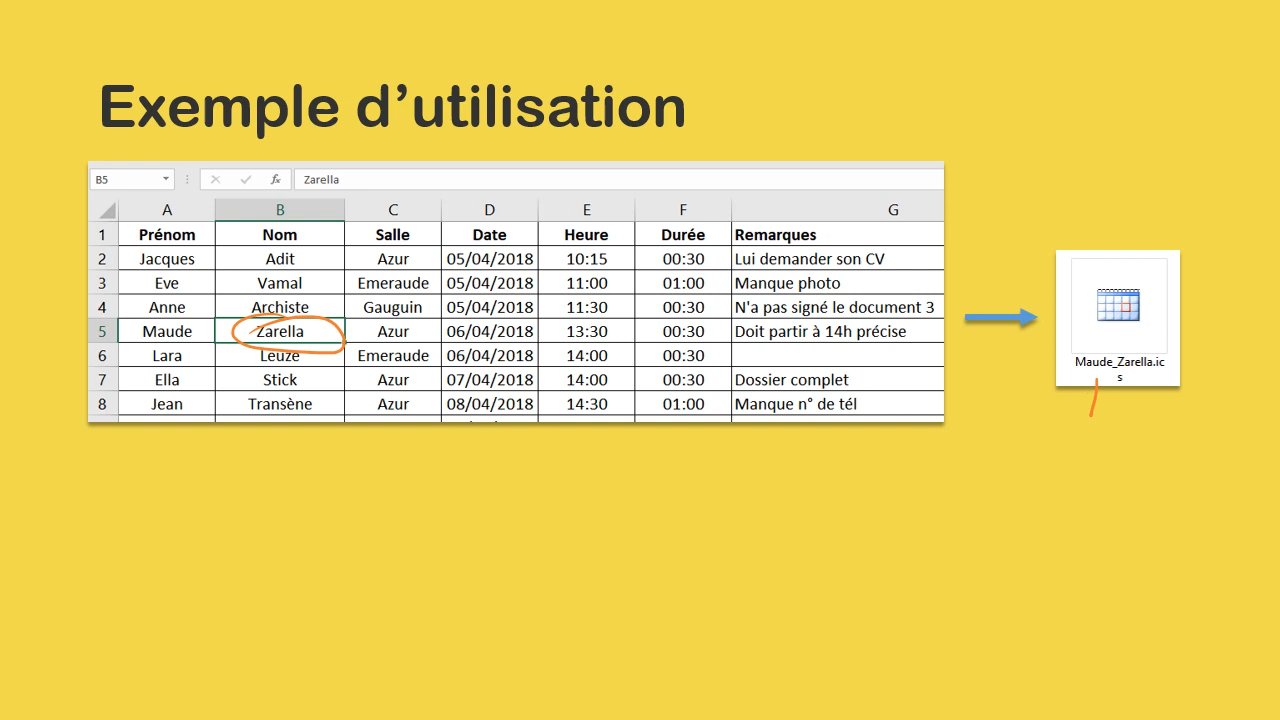 Exemple d’utilisation
B5 fx Zarella
A B C D E F G
1 Prénom Nom Salle Date Heure Durée Remarques
2 Jacques Adit Azur 05/04/2018 10:15 00:30 Lui demander son CV
3 Eve Vamal Emeraude 05/04/2018 11:00 01:00 Manque photo
4 Anne Archiste Gauguin 05/04/2018 11:30 00:30 N'a pas signé le document 3
5 Maude Zarella Azur 06/04/2018 13:30 00:30 Doit partir à 14h précise
6 Lara Leuze Emeraude 06/04/2018 14:00 00:30
7 Ella Stick Azur 07/04/2018 14:00 00:30 Dossier complet
8 Jean Transène Azur 08/04/2018 14:30 01:00 Manque n° de tél
Maude_Zarella.ic
s